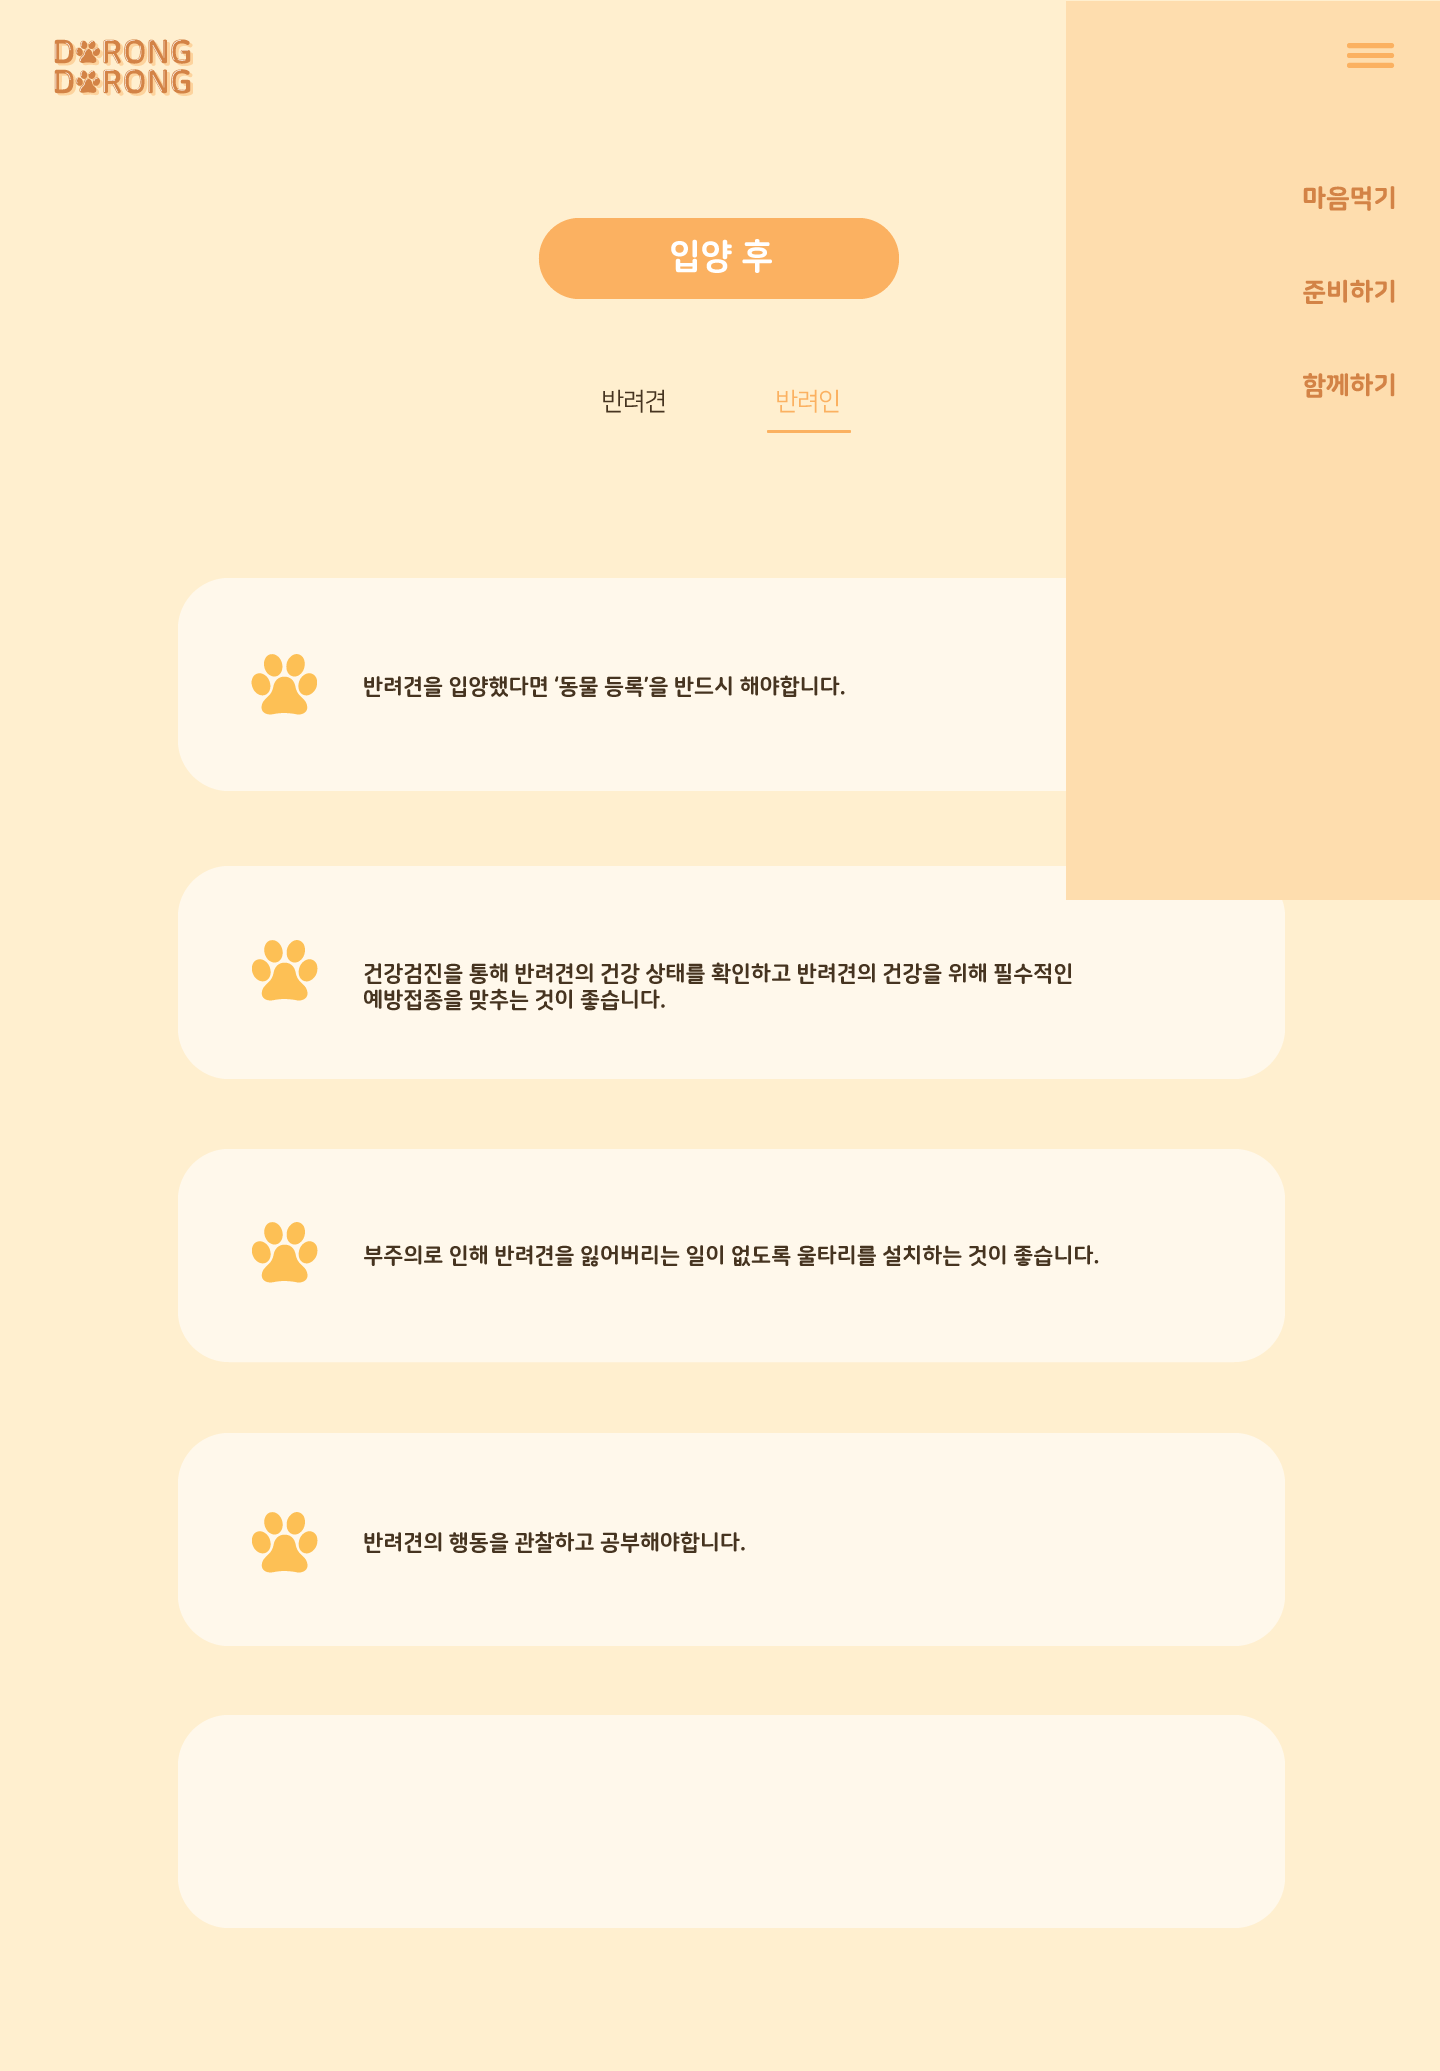 DORONG
DORONG
마음먹기
준비하기
함께하기
입양 후
반려견
반려인
반려견을 입양했다면 ‘동물 등록’을 반드시 해야합니다.
건강검진을 통해 반려견의 건강 상태를 확인하고 반려견의 건강을 위해 필수적인
예방접종을 맞추는 것이 좋습니다.
부주의로 인해 반려견을 잃어버리는 일이 없도록 울타리를 설치하는 것이 좋습니다.
반려견의 행동을 관찰하고 공부해야합니다.